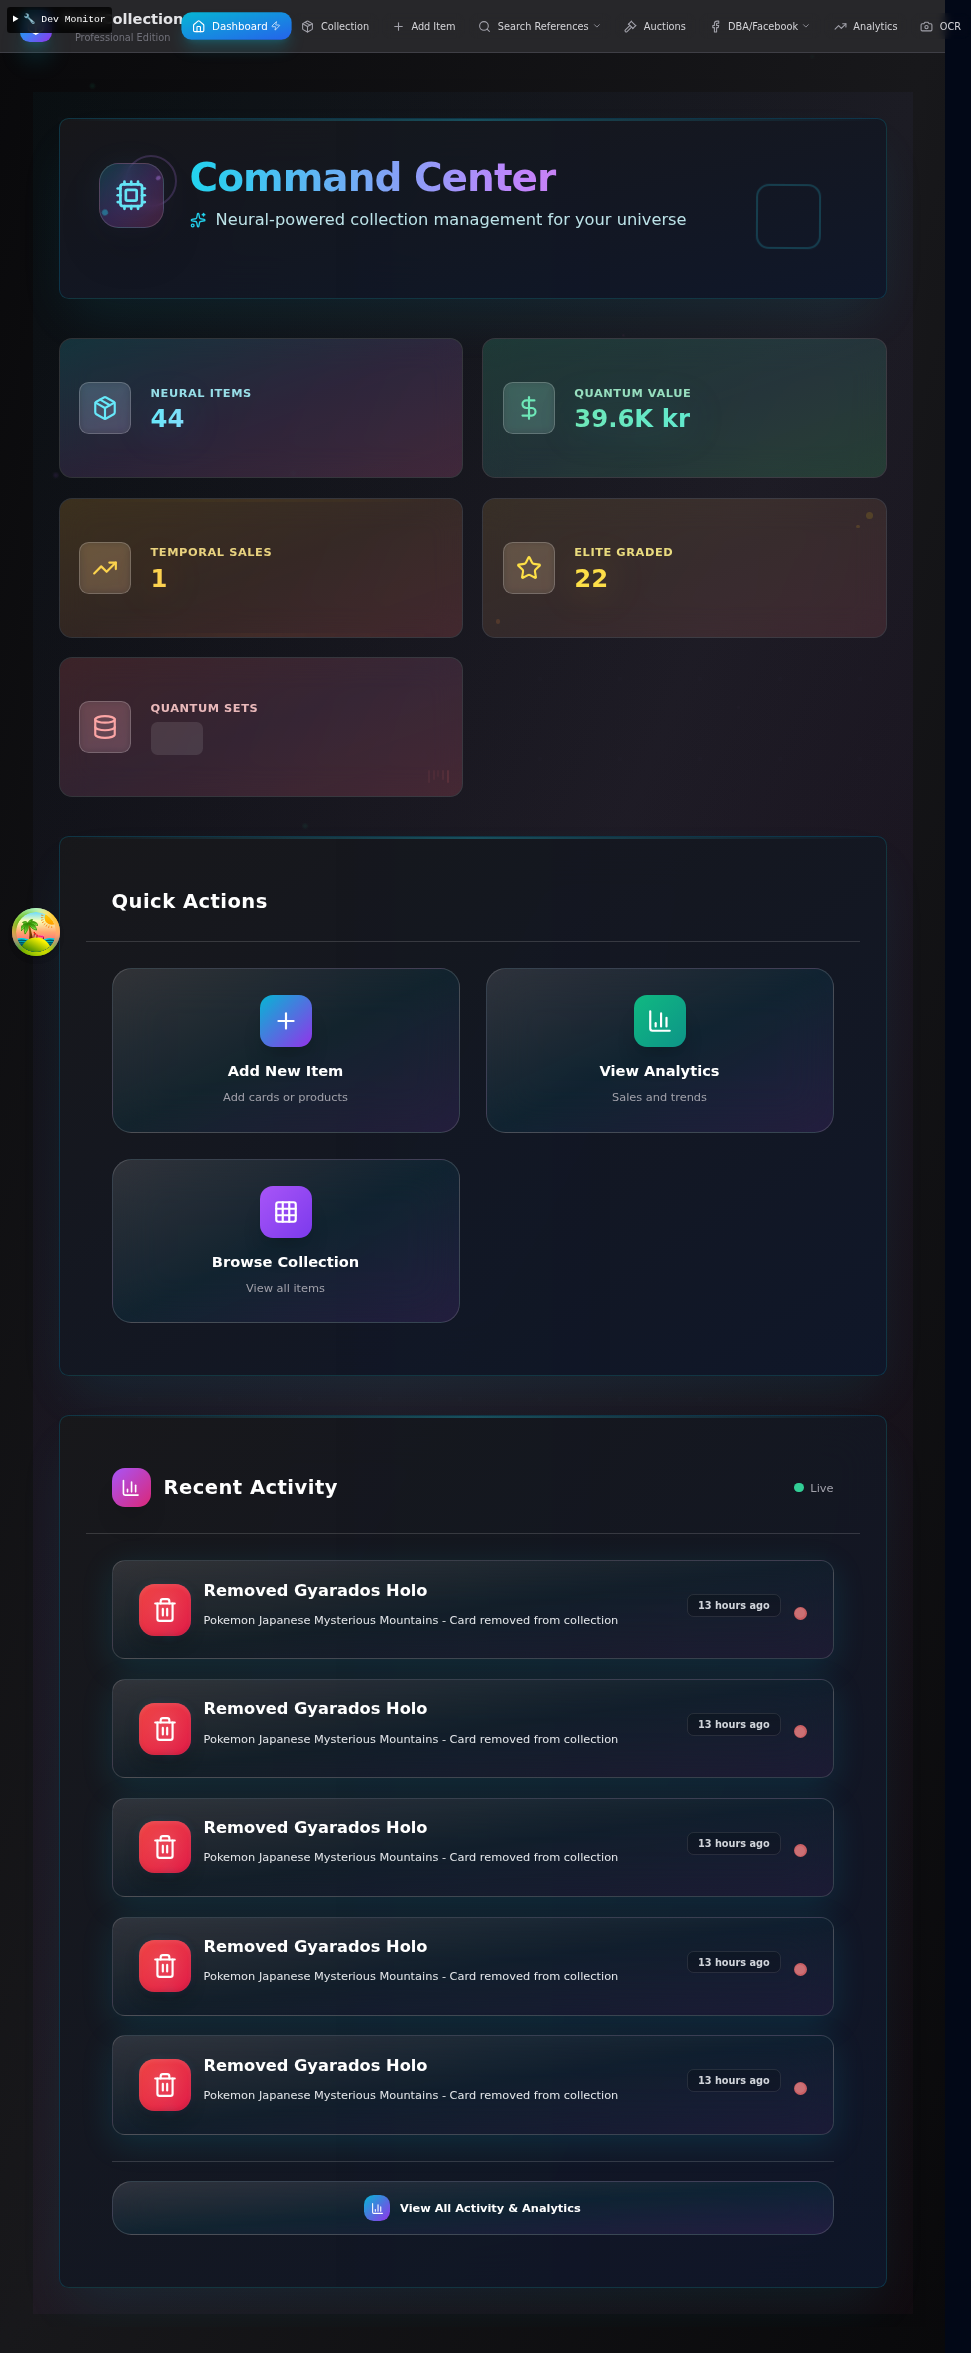 Dev Monitor
ollection
Professional Edition
Dashboard
Collection
Add Item
Search References
Auctions
DBA/Facebook
Analytics
OCR
Command Center
Neural-powered collection management for your universe
NEURAL ITEMS
44
QUANTUM VALUE
39.6K kr
TEMPORAL SALES
1
ELITE GRADED
22
QUANTUM SETS
Quick Actions
Add New Item
Add cards or products
View Analytics
Sales and trends
Browse Collection
View all items
Recent Activity
Live
Removed Gyarados Holo
Pokemon Japanese Mysterious Mountains - Card removed from collection
13 hours ago
Removed Gyarados Holo
Pokemon Japanese Mysterious Mountains - Card removed from collection
13 hours ago
Removed Gyarados Holo
Pokemon Japanese Mysterious Mountains - Card removed from collection
13 hours ago
Removed Gyarados Holo
Pokemon Japanese Mysterious Mountains - Card removed from collection
13 hours ago
Removed Gyarados Holo
Pokemon Japanese Mysterious Mountains - Card removed from collection
13 hours ago
View All Activity & Analytics